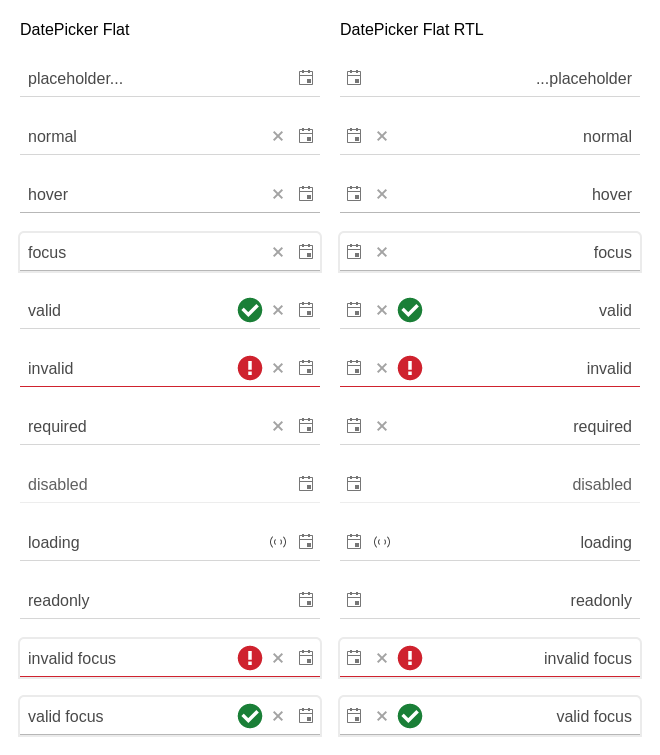 DatePicker Flat
placeholder...
normal
hover
focus
valid
invalid
required
disabled
loading
readonly
invalid focus
valid focus
DatePicker Flat RTL
...placeholder
normal
hover
focus
valid
invalid
required
disabled
loading
readonly
invalid focus
valid focus